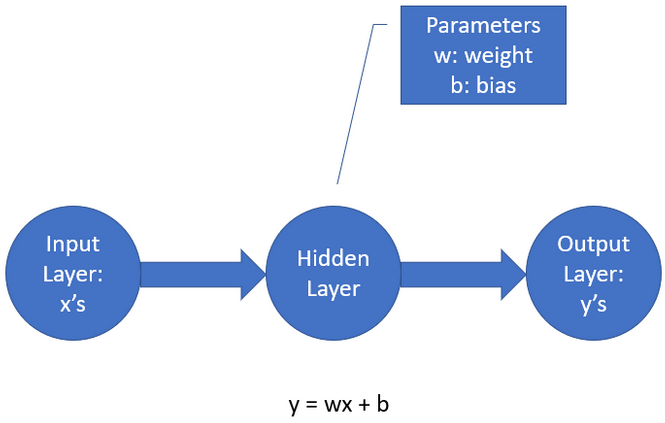 Parameters
w: weight
b: bias
Input
Layer:
x’s
Hidden
Layer
Output
Layer:
y’s
y = wx + b